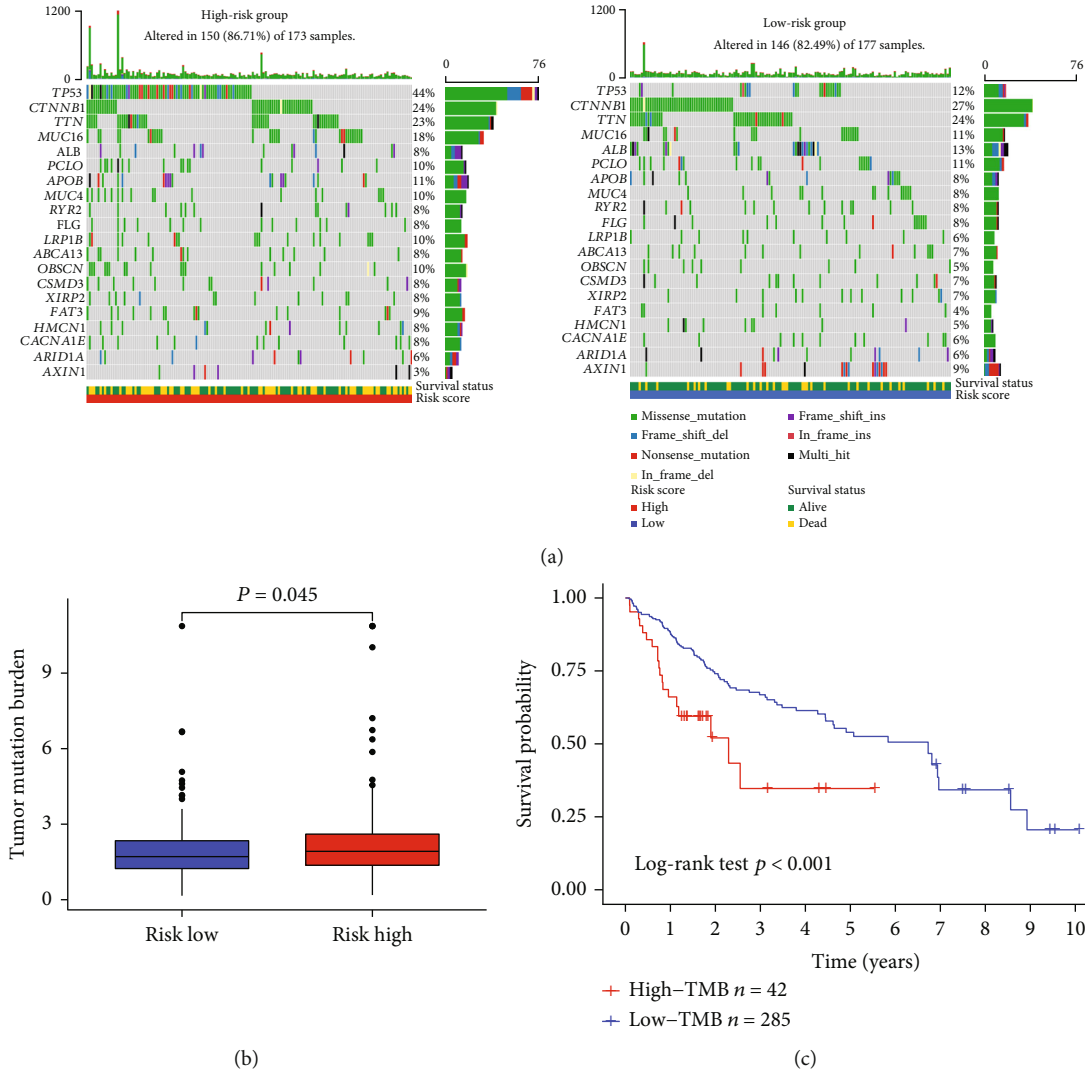 High-risk group
Altered in 150 (86.71%) of 173 samples.
1200
600
0
0 76
TP53 44%
CTNNB1 24%
TTN 23%
MUC16 18%
ALB 8%
PCLO 10%
APOB 11%
MUC4 10%
RYR2 8%
FLG 8%
LRP1B 10%
ABCA13 8%
OBSCN 10%
CSMD3 8%
XIRP2 8%
FAT3 9%
HMCN1 8%
CACNA1E 8%
ARID1A 6%
AXIN1 3%
Survival status
Risk score
Low-risk group
Altered in 146 (82.49%) of 177 samples.
1200
0
0 76
TP53 12%
CTNNB1 27%
TTN 24%
MUC16 11%
ALB 13%
PCLO 11%
APOB 8%
MUC4 8%
RYR2 8%
FLG 8%
LRP1B 6%
ABCA13 7%
OBSCN 5%
CSMD3 7%
XIRP2 7%
FAT3 4%
HMCN1 5%
CACNA1E 6%
ARID1A 6%
AXIN1 9%
Survival status
Risk score
Missense_mutation
Frame_shift_del
Nonsense_mutation
In_frame_del
Frame_shift_ins
In_frame_ins
Multi_hit
Risk score
High
Low
Survival status
Alive
Dead
(a)
P = 0.045
Tumor mutation burden
9
6
3
0
Risk low
Risk high
(b)
Survival probability
1.00
0.75
0.50
0.25
0.00
Log-rank test p < 0.001
0 1 2 3 4 5 6 7 8 9 10
Time (years)
High−TMB n = 42
Low−TMB n = 285
(c)